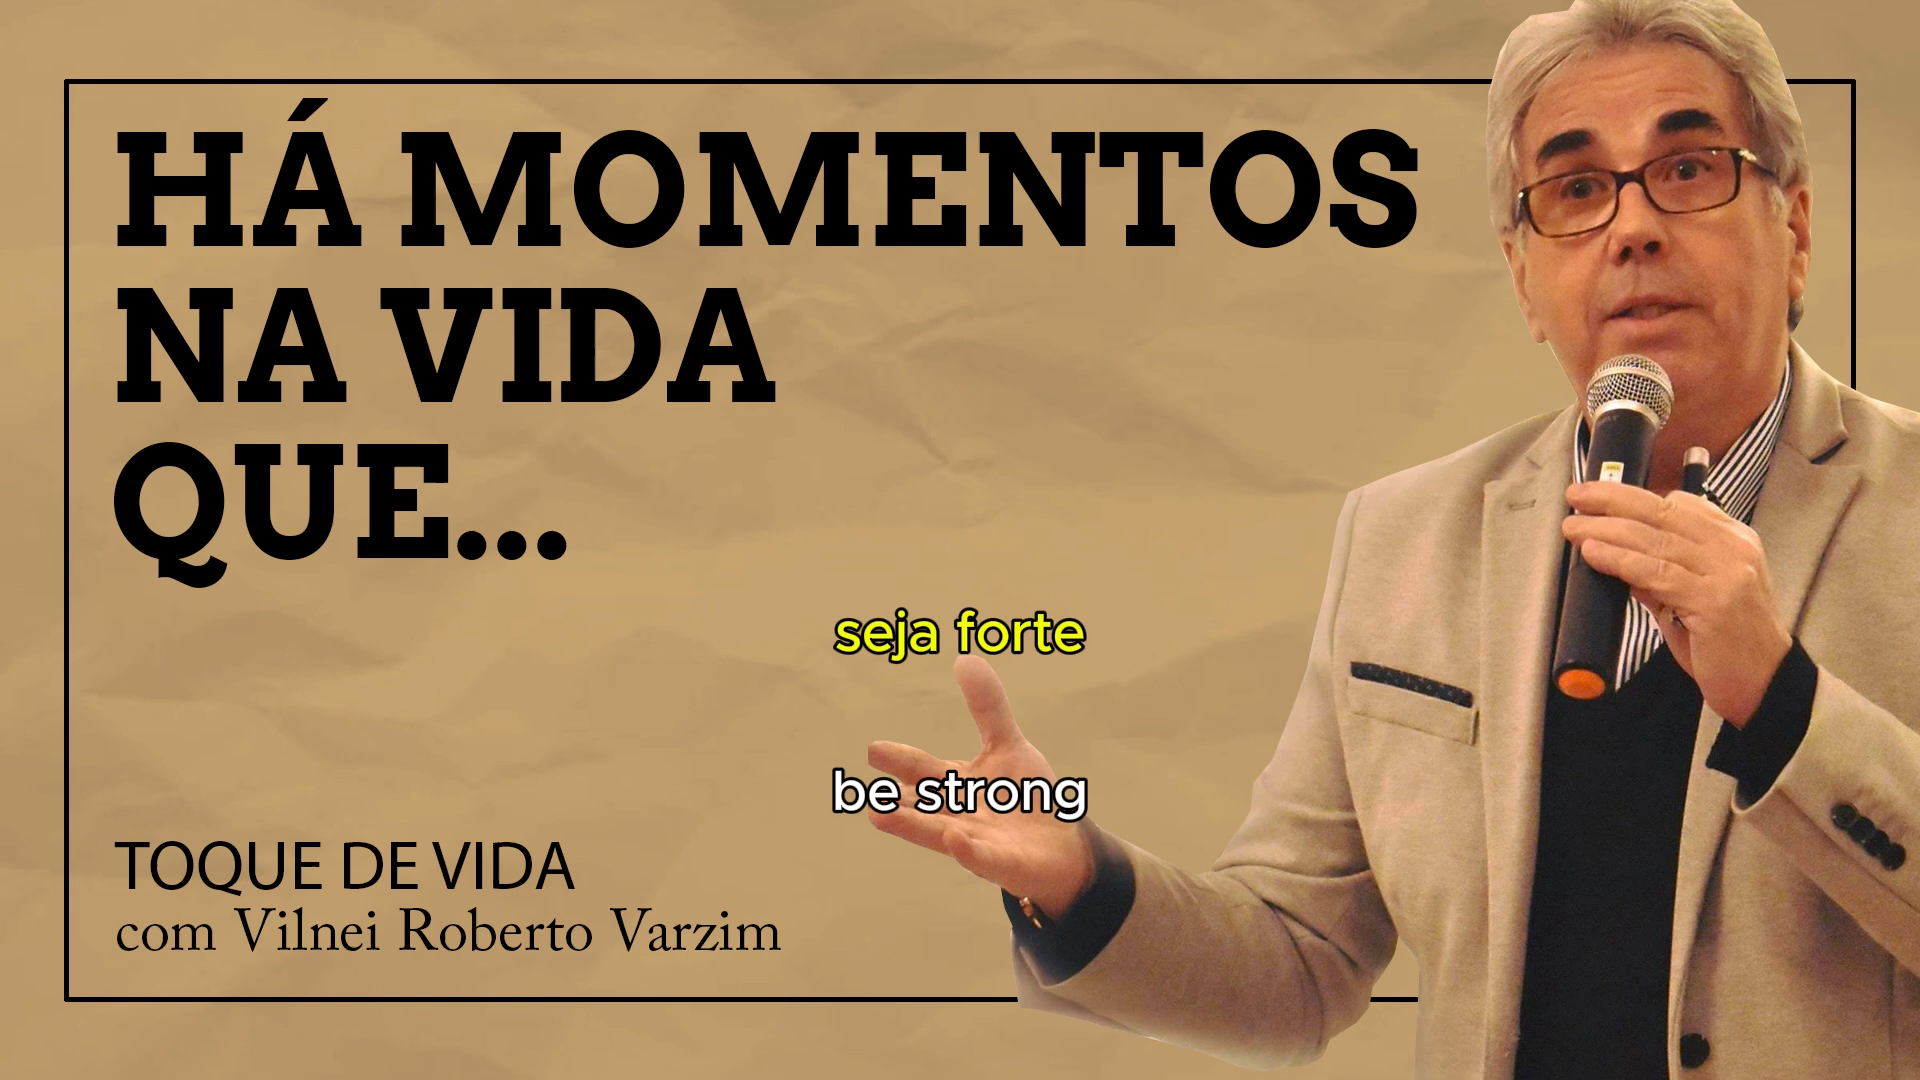 HÁ MOMENTOS
NA VIDA
QUE...
seja forte
be strong
TOQUE DE VIDA
com Vilnei Roberto Varzim